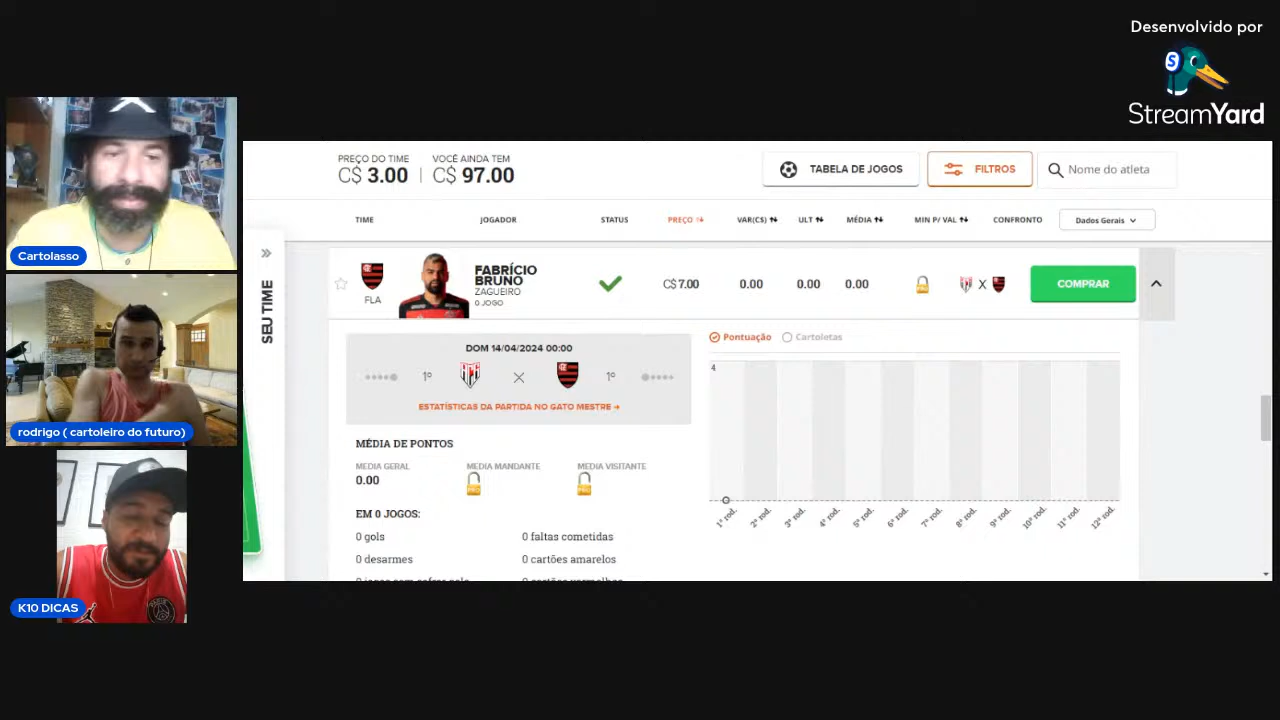 Desenvolvido por
StreamYard
Cartolasso
rodrigo ( cartoleiro do futuro)
K10 DICAS
PREÇO DO TIME
C$ 3.00
VOCÊ AINDA TEM
C$ 97.00
TABELA DE JOGOS
FILTROS
Nome do atleta
TIME JOGADOR STATUS PREÇO VAR(C$) ULT MÉDIA MIN P/ VAL CONFRONTO Dados Gerais
SEU TIME
FLA
FABRÍCIO
BRUNO
ZAGUEIRO
0 JOGO
C$ 7.00 0.00 0.00 0.00 X COMPRAR
DOM 14/04/2024 00:00
1º X 1º
ESTATÍSTICAS DA PARTIDA NO GATO MESTRE
MÉDIA DE PONTOS
MEDIA GERAL MEDIA MANDANTE MEDIA VISITANTE
0.00
EM 0 JOGOS:
0 gols 0 faltas cometidas
0 desarmes 0 cartões amarelos
Pontuação Cartoletas
4
1ª rod. 2ª rod. 3ª rod. 4ª rod. 5ª rod. 6ª rod. 7ª rod. 8ª rod. 9ª rod. 10ª rod. 11ª rod. 12ª rod.